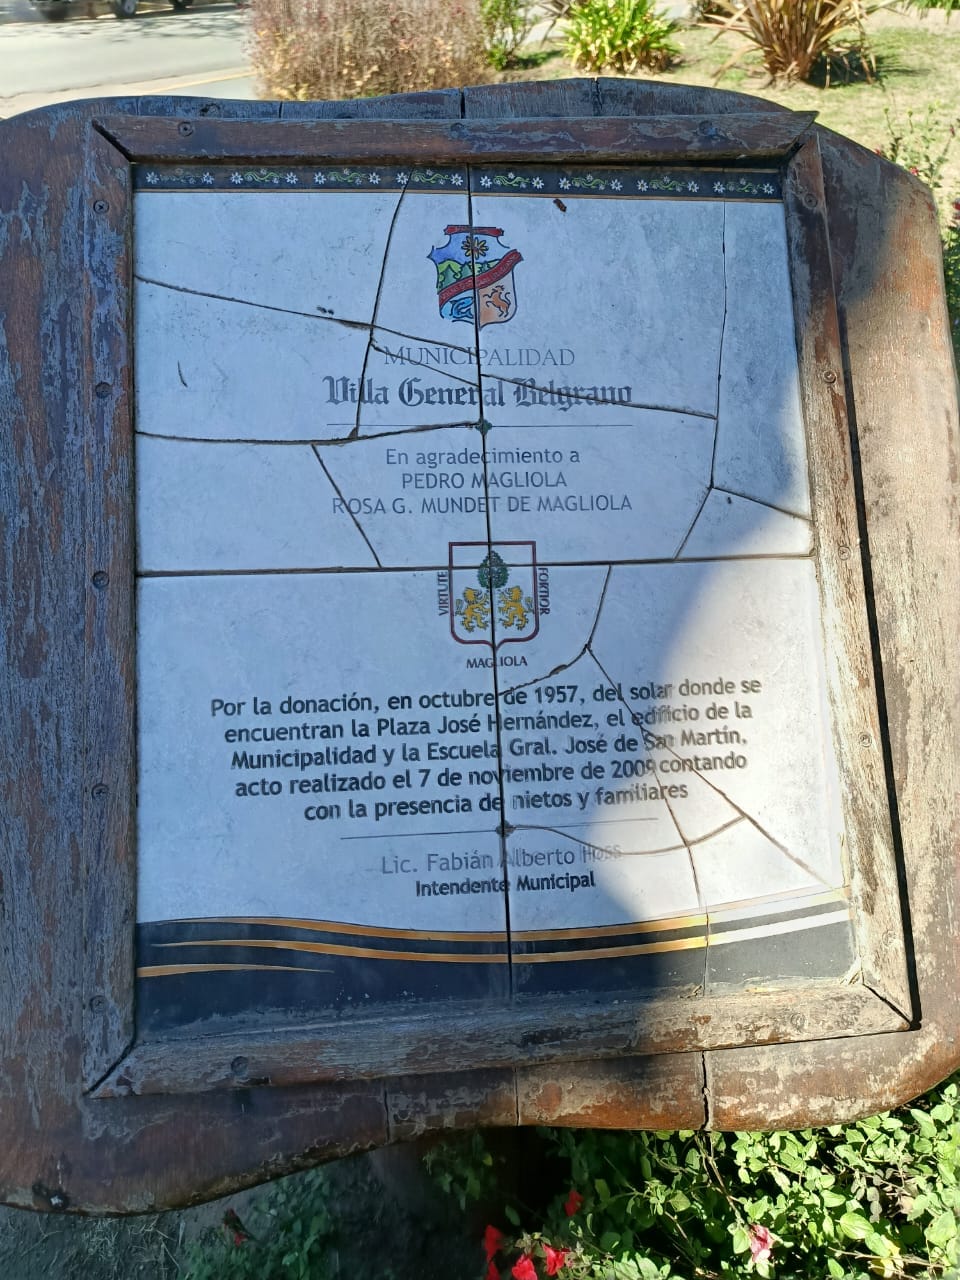 MUNICIPALIDAD
Villa General Belgrano
En agradecimiento a
PEDRO MAGLIOLA
ROSA G. MUNDET DE MAGLIOLA
VIRTUTE
FORTIOR
MAGLIOLA
Por la donación, en octubre de 1957, del solar donde se
encuentran la Plaza José Hernández, el edificio de la
Municipalidad y la Escuela Gral. José de San Martín,
acto realizado el 7 de noviembre de 2009 contando
con la presencia de nietos y familiares
Lic. Fabián Alberto Hoss
Intendente Municipal